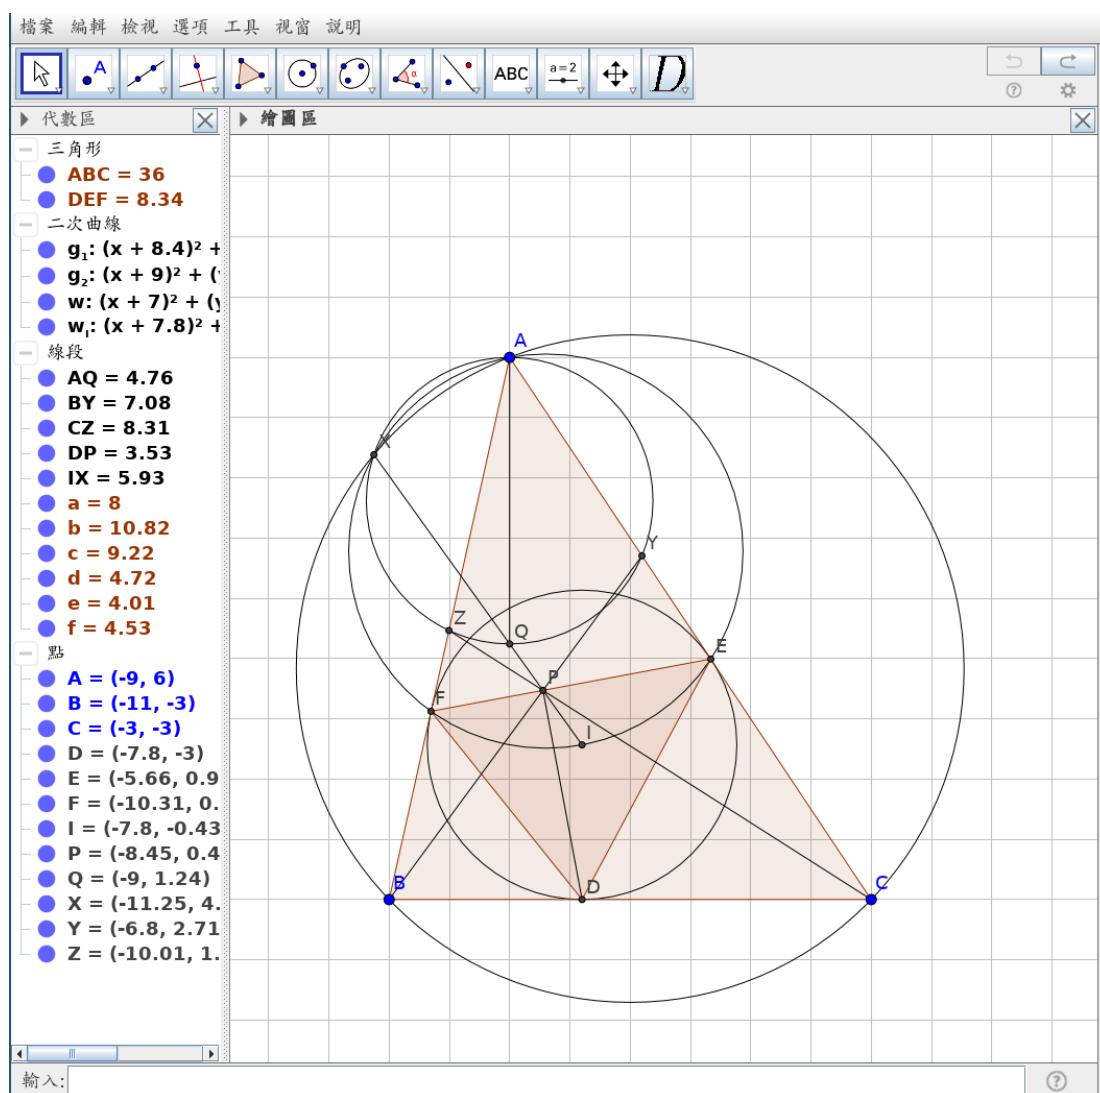 檔案 編輯 檢視 選項 工具 視窗 說明
A α ABC a=2 D
代數區
繪圖區
三角形
ABC = 36
DEF = 8.34
二次曲線
g₁: (x + 8.4)² +
g₂: (x + 9)² + (
w: (x + 7)² + (y
w₁: (x + 7.8)² +
線段
AQ = 4.76
BY = 7.08
CZ = 8.31
DP = 3.53
IX = 5.93
a = 8
b = 10.82
c = 9.22
d = 4.72
e = 4.01
f = 4.53
點
A = (-9, 6)
B = (-11, -3)
C = (-3, -3)
D = (-7.8, -3)
E = (-5.66, 0.9
F = (-10.31, 0.
I = (-7.8, -0.43
P = (-8.45, 0.4
Q = (-9, 1.24)
X = (-11.25, 4.
Y = (-6.8, 2.71
Z = (-10.01, 1.
A
X
Y
Z
Q
E
P
F
I
B
D
C
輸入: